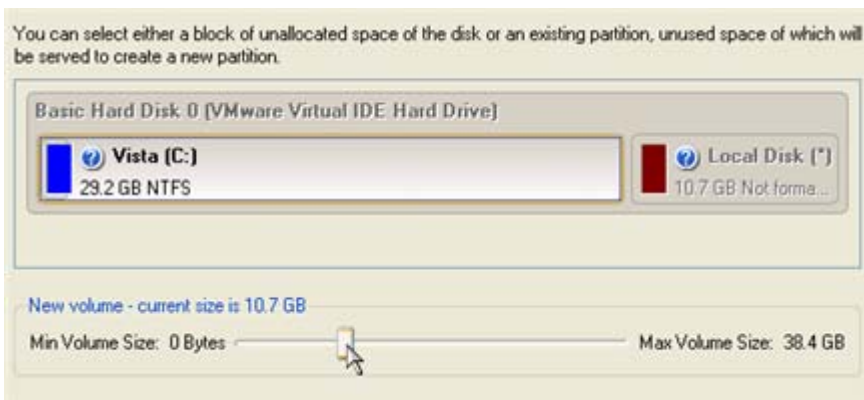 You can select either a block of unallocated space of the disk or an existing partition, unused space of which will
be served to create a new partition.
Basic Hard Disk 0 (VMware Virtual IDE Hard Drive)
Vista (C:)
29.2 GB NTFS
Local Disk (*)
10.7 GB Not forma...
New volume - current size is 10.7 GB
Min Volume Size: 0 Bytes
Max Volume Size: 38.4 GB